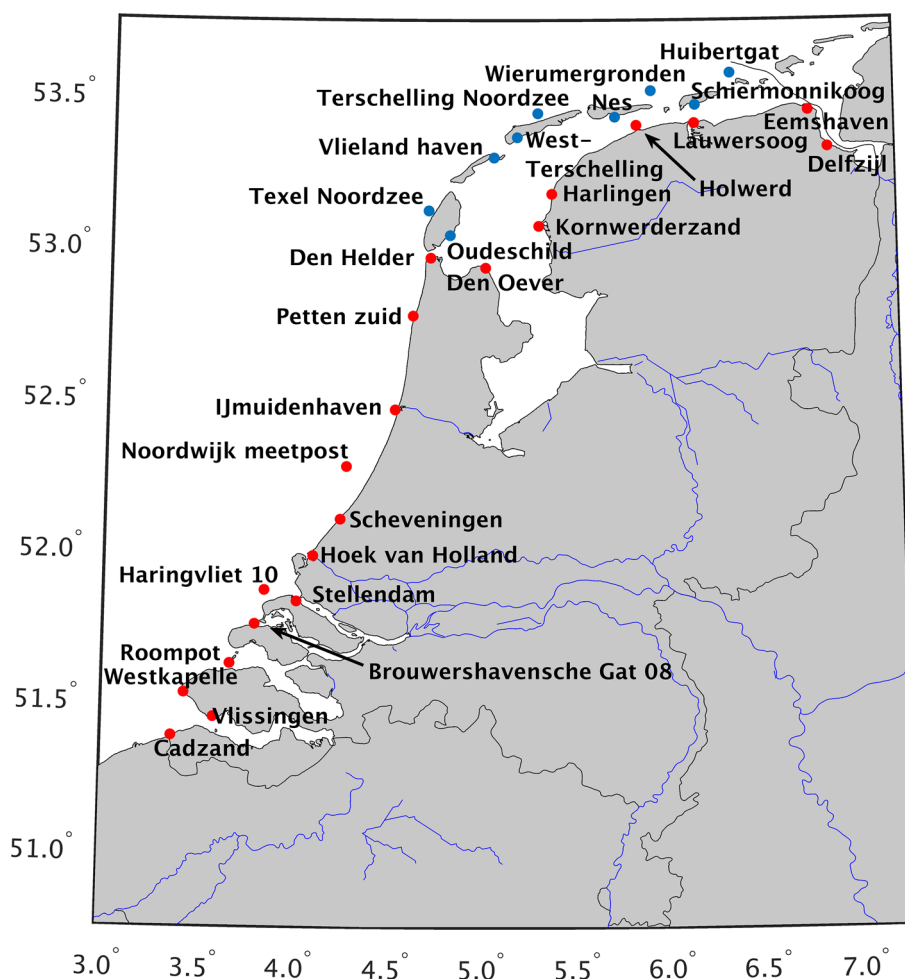 Huibertgat
53.5°
Wierumergronden
Schiermonnikoog
Terschelling Noordzee
Nes
Eemshaven
Vlieland haven
West-
Lauwersoog
Delfzijl
Terschelling
Holwerd
Texel Noordzee
Harlingen
Kornwerderzand
53.0°
Oudeschild
Den Helder
Den Oever
Petten zuid
52.5°
IJmuidenhaven
Noordwijk meetpost
Scheveningen
52.0°
Hoek van Holland
Haringvliet 10
Stellendam
Roompot
Brouwershavensche Gat 08
Westkapelle
51.5°
Vlissingen
Cadzand
51.0°
3.0° 3.5° 4.0° 4.5° 5.0° 5.5° 6.0° 6.5° 7.0°